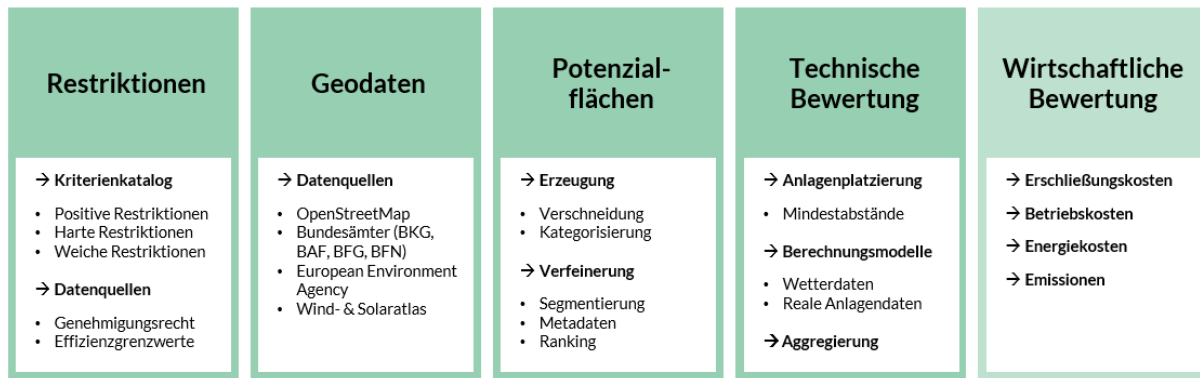 Restriktionen
→ Kriterienkatalog
• Positive Restriktionen
• Harte Restriktionen
• Weiche Restriktionen
→ Datenquellen
• Genehmigungsrecht
• Effizienzgrenzwerte
Geodaten
→ Datenquellen
• OpenStreetMap
• Bundesämter (BKG,
BAF, BFG, BFN)
• European Environment
Agency
• Wind- & Solaratlas
Potenzial-
flächen
→ Erzeugung
• Verschneidung
• Kategorisierung
→ Verfeinerung
• Segmentierung
• Metadaten
• Ranking
Technische
Bewertung
→ Anlagenplatzierung
• Mindestabstände
→ Berechnungsmodelle
• Wetterdaten
• Reale Anlagendaten
→ Aggregierung
Wirtschaftliche
Bewertung
→ Erschließungskosten
→ Betriebskosten
→ Energiekosten
→ Emissionen